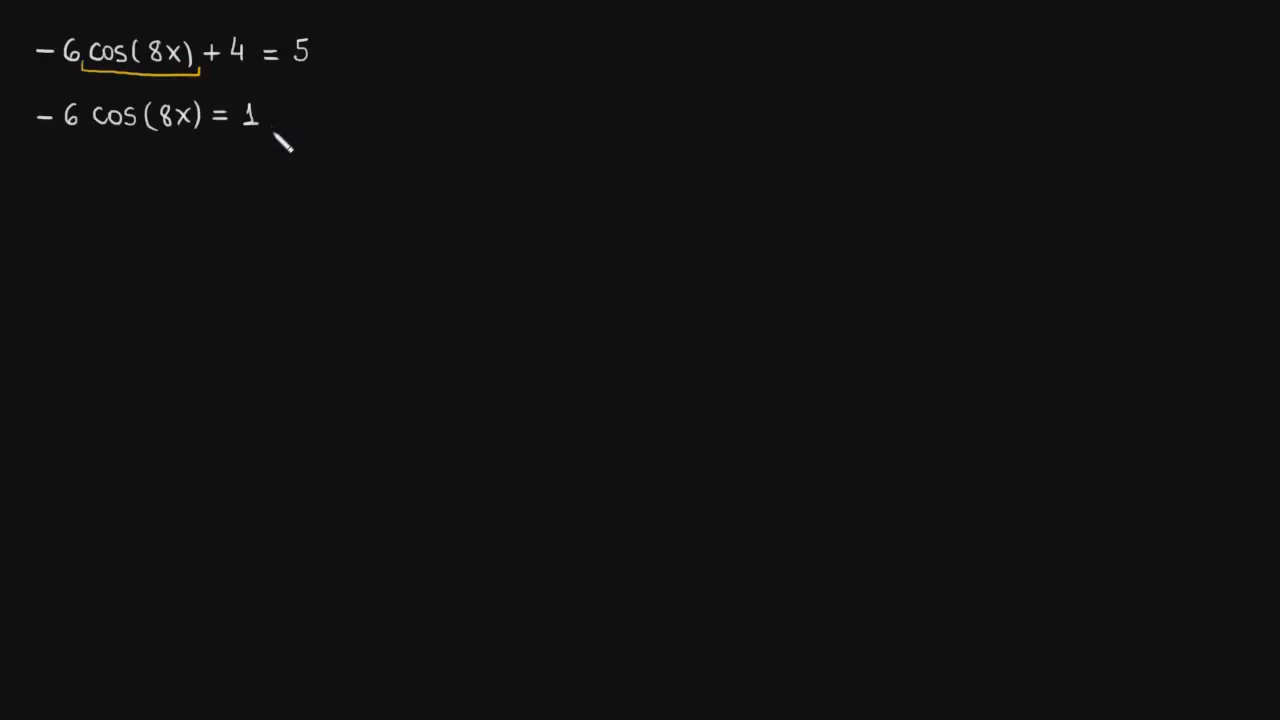 -6 cos(8x) + 4 = 5
-6 cos(8x) = 1